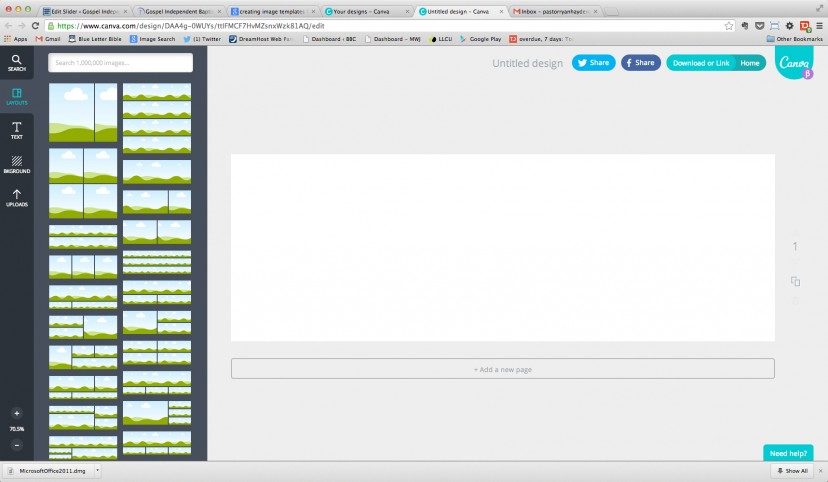 Edit Slider ‹ Gospel Indep
Gospel Independent Bapti
creating image templates
Your designs – Canva
Untitled design – Canva
Inbox – pastorryanhayden
https://www.canva.com/design/DAA4g-0WUYs/ttIFMCF7HvMZsnxWzk81AQ/edit
Apps
Gmail
Blue Letter Bible
Image Search
(1) Twitter
DreamHost Web Pan
Dashboard ‹ BBC
Dashboard ‹ MWJ
LLCU
Google Play
overdue, 7 days: Tod
Other Bookmarks
SEARCH
LAYOUTS
TEXT
BKGROUND
UPLOADS
+
70.5%
−
Search 1,000,000 images...
Untitled design
Share
Share
Download or Link
Home
Canva
β
1
+ Add a new page
Need help?
MicrosoftOffice2011.dmg
Show All